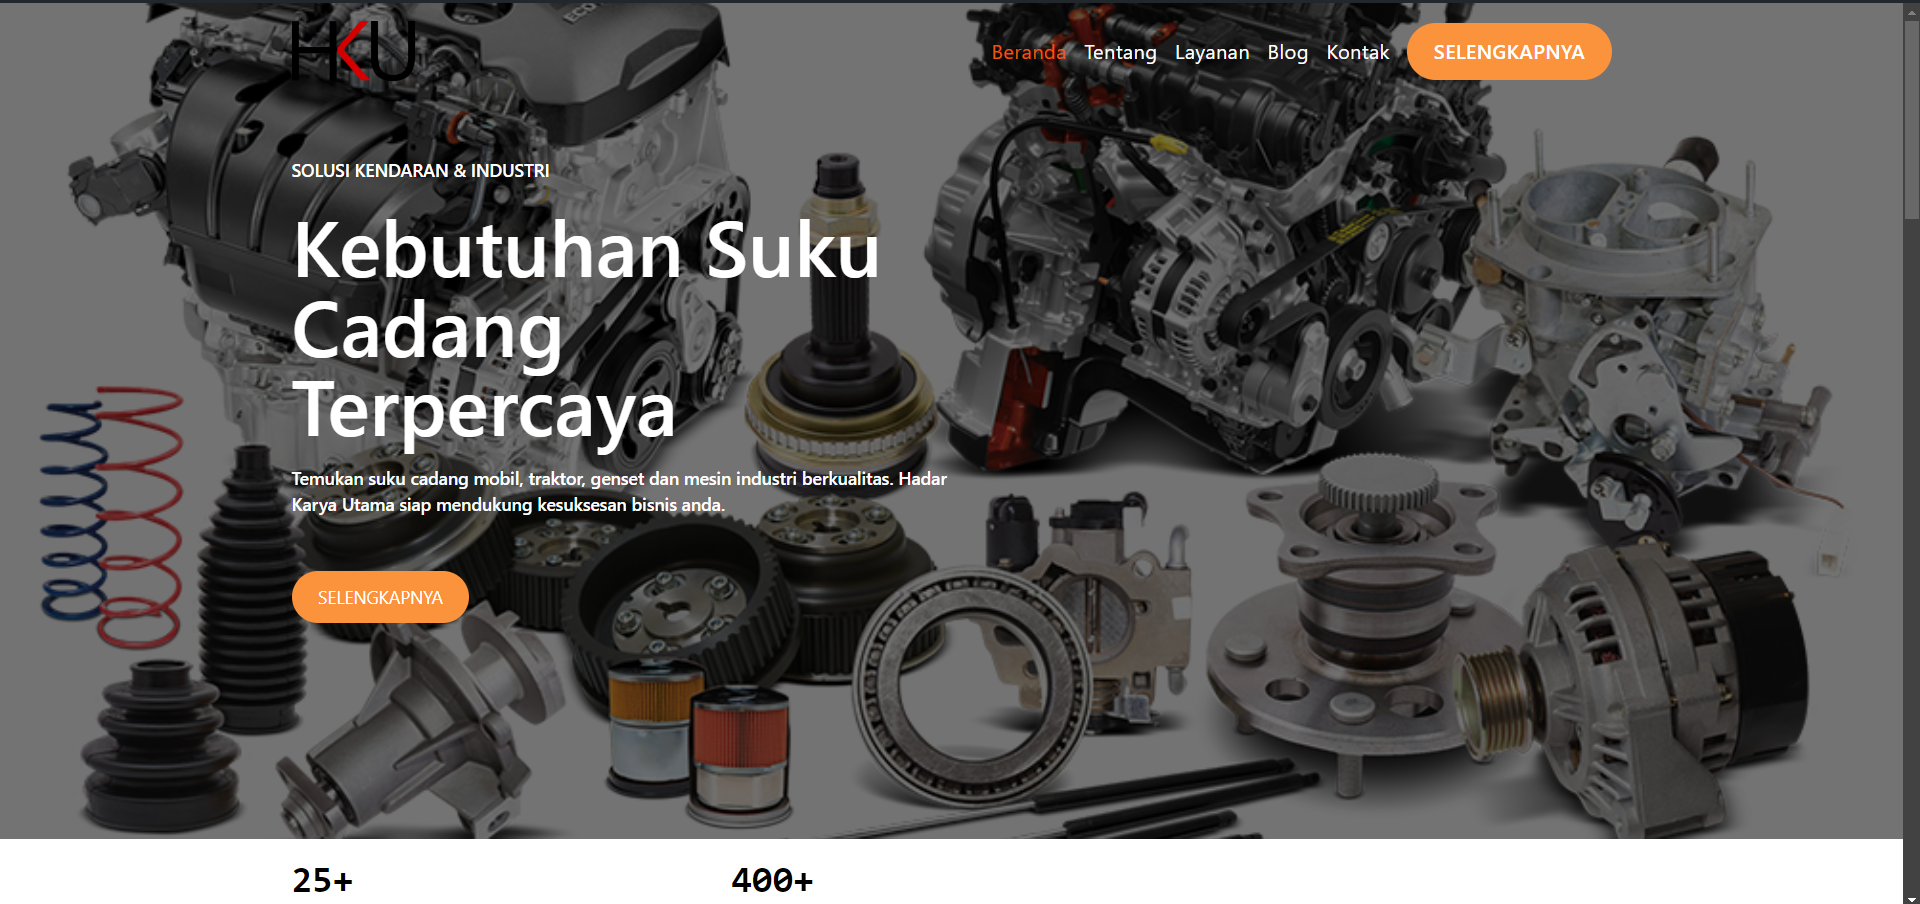 HKU
Beranda Tentang Layanan Blog Kontak SELENGKAPNYA
SOLUSI KENDARAN & INDUSTRI
Kebutuhan Suku
Cadang
Terpercaya
Temukan suku cadang mobil, traktor, genset dan mesin industri berkualitas. Hadar
Karya Utama siap mendukung kesuksesan bisnis anda.
SELENGKAPNYA
25+ 400+